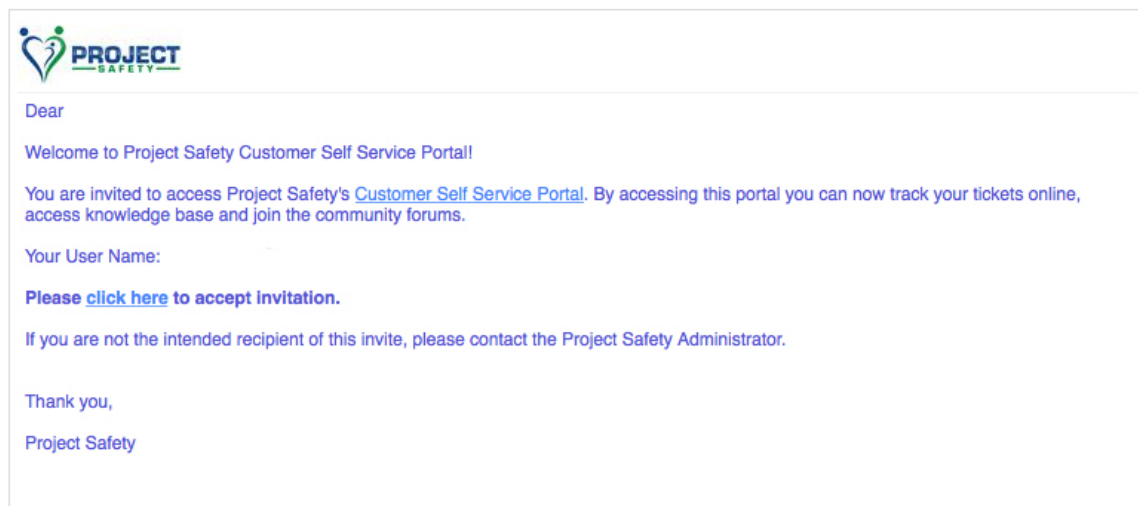 PROJECT
SAFETY
Dear
Welcome to Project Safety Customer Self Service Portal!
You are invited to access Project Safety's Customer Self Service Portal. By accessing this portal you can now track your tickets online,
access knowledge base and join the community forums.
Your User Name:
Please click here to accept invitation.
If you are not the intended recipient of this invite, please contact the Project Safety Administrator.
Thank you,
Project Safety